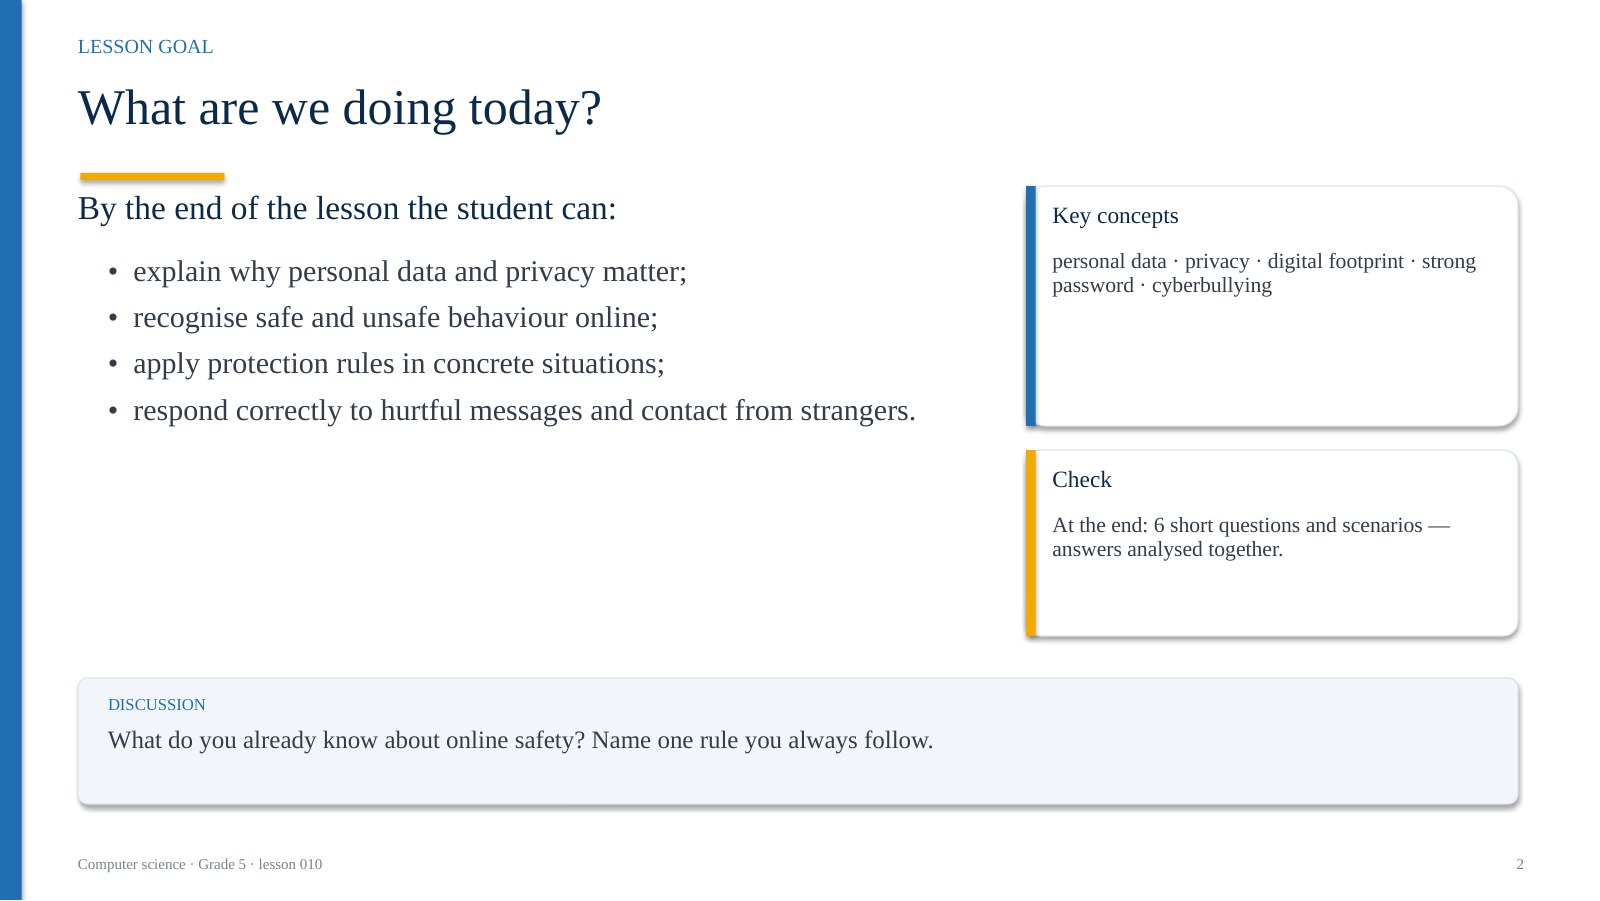 LESSON GOAL
What are we doing today?
By the end of the lesson the student can:
• explain why personal data and privacy matter;
• recognise safe and unsafe behaviour online;
• apply protection rules in concrete situations;
• respond correctly to hurtful messages and contact from strangers.
Key concepts
personal data · privacy · digital footprint · strong
password · cyberbullying
Check
At the end: 6 short questions and scenarios —
answers analysed together.
DISCUSSION
What do you already know about online safety? Name one rule you always follow.
Computer science · Grade 5 · lesson 010
2